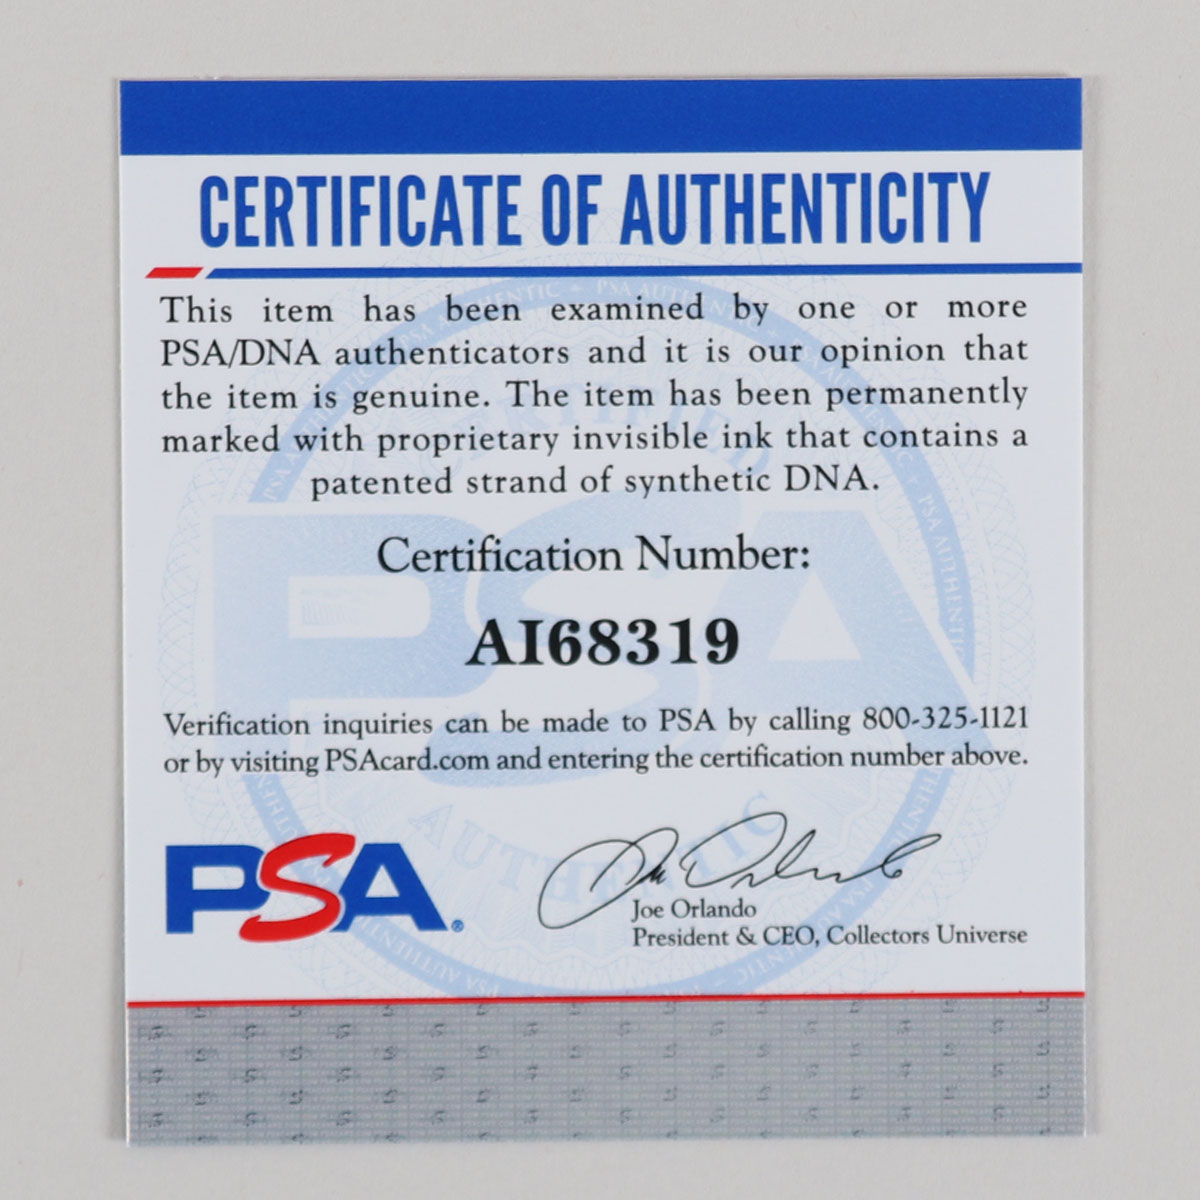 CERTIFICATE OF AUTHENTICITY
This item has been examined by one or more
PSA/DNA authenticators and it is our opinion that
the item is genuine. The item has been permanently
marked with proprietary invisible ink that contains a
patented strand of synthetic DNA.
Certification Number:
AI68319
Verification inquiries can be made to PSA by calling 800-325-1121
or by visiting PSAcard.com and entering the certification number above.
PSA®
Joe Orlando
Joe Orlando
President & CEO, Collectors Universe